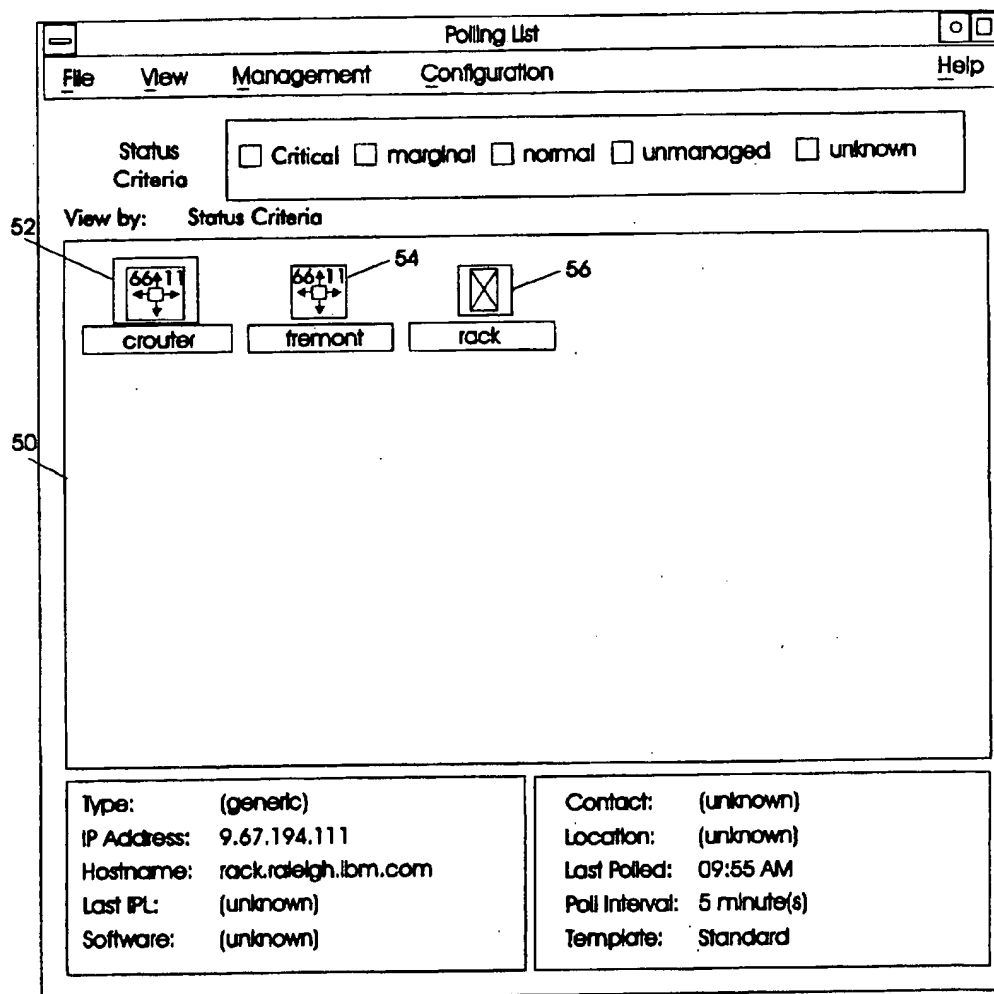 Polling List
File View Management Configuration Help
Status Criteria
Critical marginal normal unmanaged unknown
View by: Status Criteria
52
54
56
66 11
66 11
crouter
fremont
rack
50
Type: (generic)
IP Address: 9.67.194.111
Hostname: rack.raleigh.ibm.com
Last IPL: (unknown)
Software: (unknown)
Contact: (unknown)
Location: (unknown)
Last Polled: 09:55 AM
Poll Interval: 5 minute(s)
Template: Standard